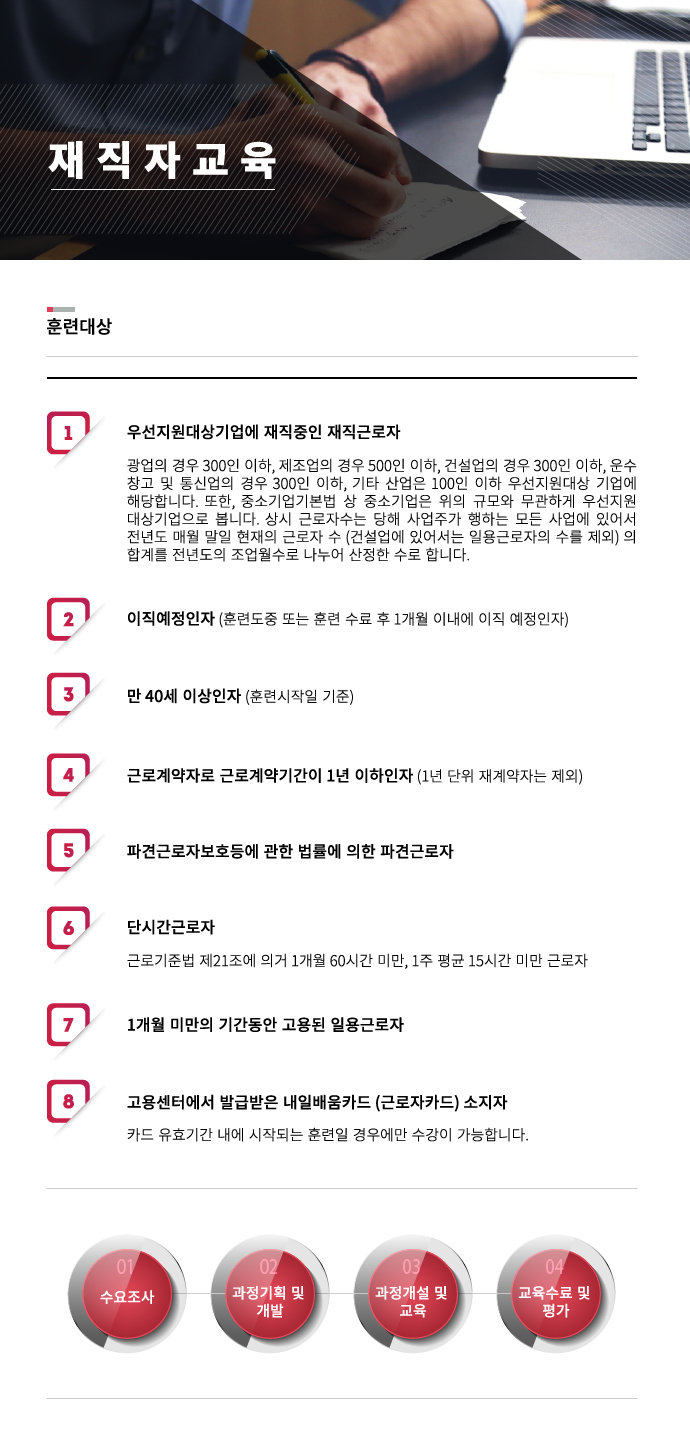 재직자교육
훈련대상
1
우선지원대상기업에 재직중인 재직근로자
광업의 경우 300인 이하, 제조업의 경우 500인 이하, 건설업의 경우 300인 이하, 운수
창고 및 통신업의 경우 300인 이하, 기타 산업은 100인 이하 우선지원대상 기업에
해당합니다. 또한, 중소기업기본법 상 중소기업은 위의 규모와 무관하게 우선지원
대상기업으로 봅니다. 상시 근로자수는 당해 사업주가 행하는 모든 사업에 있어서
전년도 매월 말일 현재의 근로자 수 (건설업에 있어서는 일용근로자의 수를 제외) 의
합계를 전년도의 조업월수로 나누어 산정한 수로 합니다.
2
이직예정인자 (훈련도중 또는 훈련 수료 후 1개월 이내에 이직 예정인자)
3
만 40세 이상인자 (훈련시작일 기준)
4
근로계약자로 근로계약기간이 1년 이하인자 (1년 단위 재계약자는 제외)
5
파견근로자보호등에 관한 법률에 의한 파견근로자
6
단시간근로자
근로기준법 제21조에 의거 1개월 60시간 미만, 1주 평균 15시간 미만 근로자
7
1개월 미만의 기간동안 고용된 일용근로자
8
고용센터에서 발급받은 내일배움카드 (근로자카드) 소지자
카드 유효기간 내에 시작되는 훈련일 경우에만 수강이 가능합니다.
01
수요조사
02
과정기획 및
개발
03
과정개설 및
교육
04
교육수료 및
평가